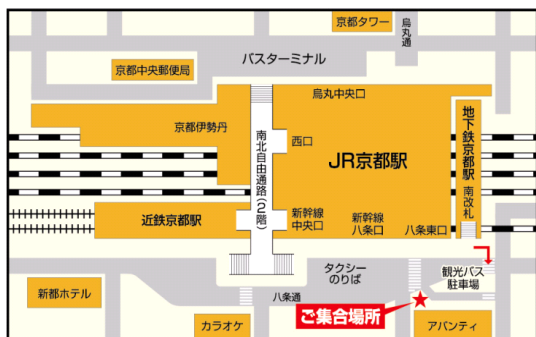 京都タワー
烏丸通
バスターミナル
京都中央郵便局
烏丸中央口
京都伊勢丹
南北自由通路(2階)
西口
JR京都駅
地下鉄京都駅
南改札
近鉄京都駅
新幹線
中央口
新幹線
八条口
八条東口
タクシー
のりば
観光バス
駐車場
新都ホテル
八条通
ご集合場所
カラオケ
アバンティ